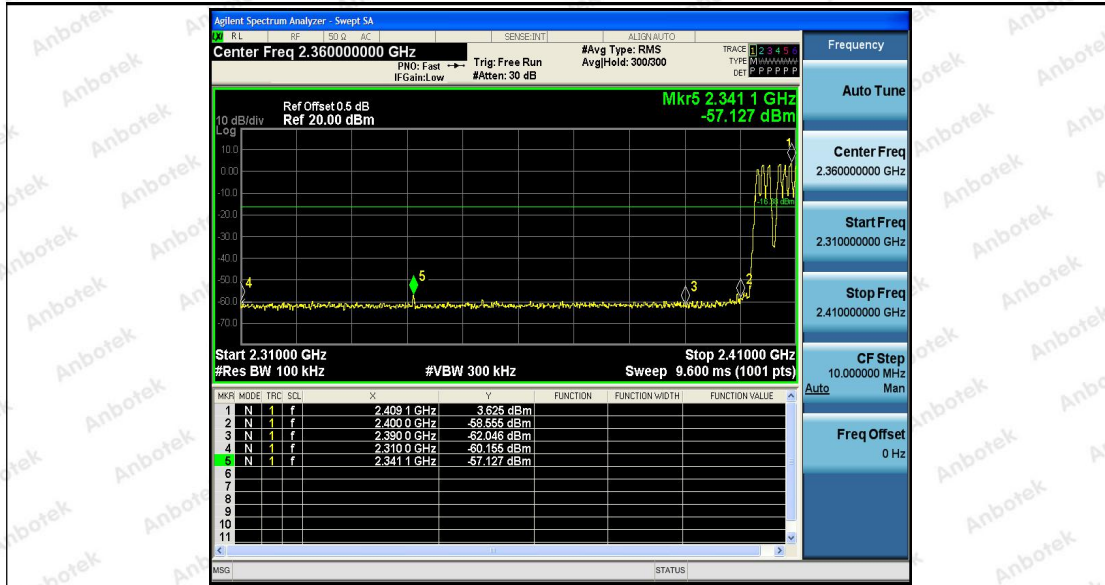 Agilent Spectrum Analyzer - Swept SA
RL RF 50 Ω AC SENSE:INT ALIGNAUTO
Center Freq 2.360000000 GHz
PNO: Fast
IFGain:Low
Trig: Free Run
#Atten: 30 dB
#Avg Type: RMS
Avg|Hold: 300/300
TRACE 1 2 3 4 5 6
TYPE M
DET P P P P P P
Ref Offset 0.5 dB
Ref 20.00 dBm
10 dB/div
Log
Mkr5 2.341 1 GHz
-57.127 dBm
10.0
0.00
-10.0
-20.0
-30.0
-40.0
-50.0
-60.0
-70.0
1
2
3
4
5
Start 2.31000 GHz Stop 2.41000 GHz
#Res BW 100 kHz #VBW 300 kHz Sweep 9.600 ms (1001 pts)
MKR MODE TRC SCL X Y FUNCTION FUNCTION WIDTH FUNCTION VALUE
1 N 1 f 2.409 1 GHz 3.625 dBm
2 N 1 f 2.400 0 GHz -58.555 dBm
3 N 1 f 2.390 0 GHz -62.046 dBm
4 N 1 f 2.310 0 GHz -60.155 dBm
5 N 1 f 2.341 1 GHz -57.127 dBm
6
7
8
9
10
11
MSG STATUS
Frequency
Auto Tune
Center Freq
2.360000000 GHz
Start Freq
2.310000000 GHz
Stop Freq
2.410000000 GHz
CF Step
10.000000 MHz
Auto Man
Freq Offset
0 Hz
Anbotek